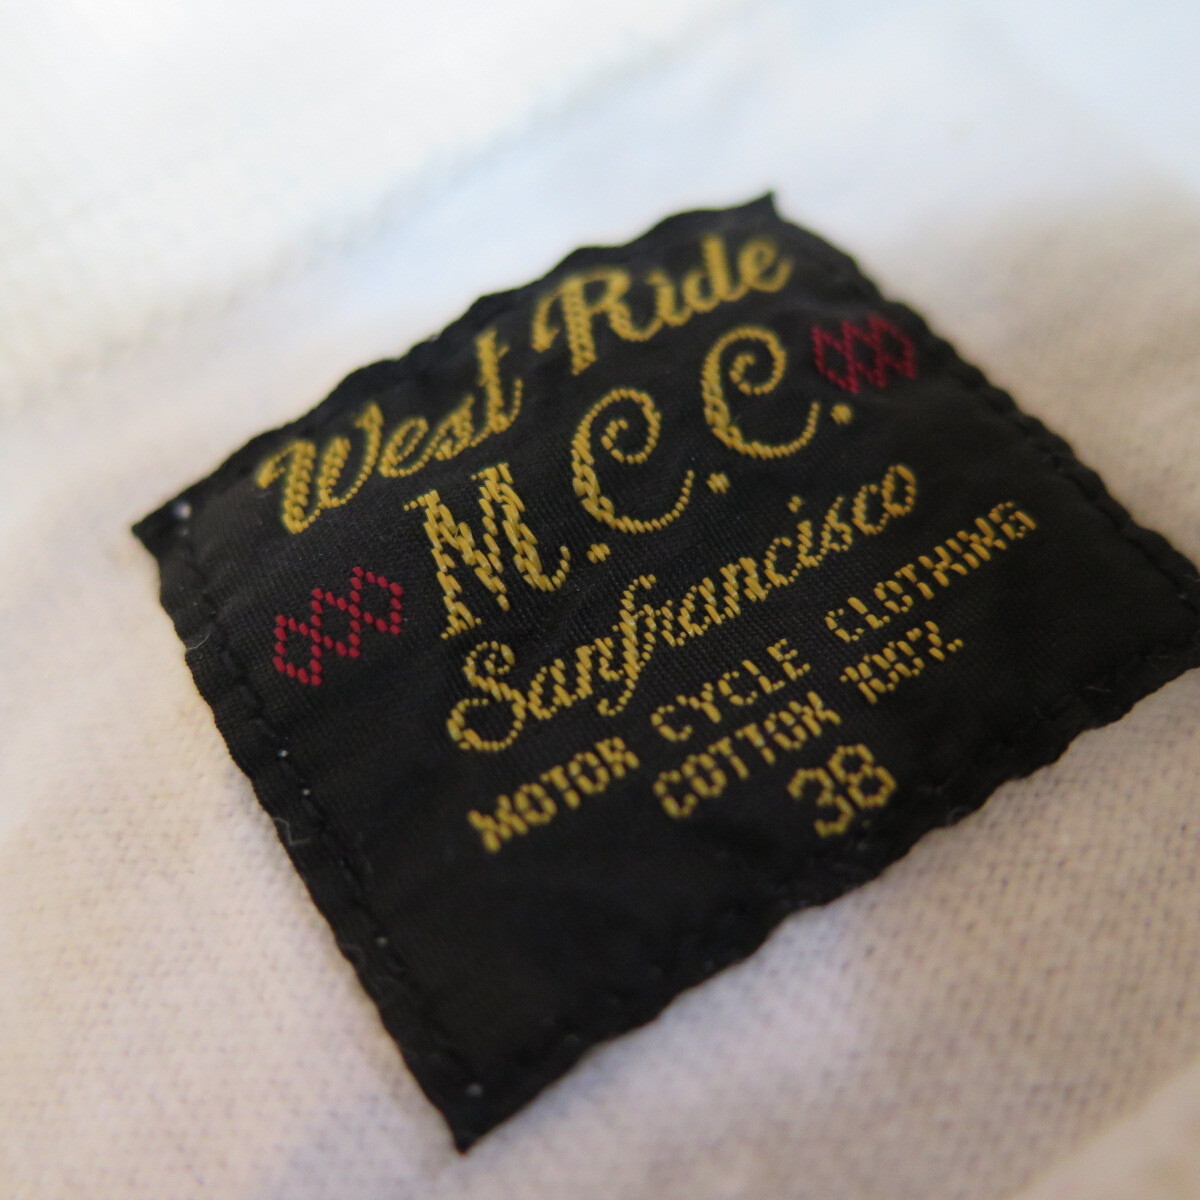 West Ride
M.C.C.
Sanfrancisco
MOTOR CYCLE CLOTHING
COTTON 100%
38